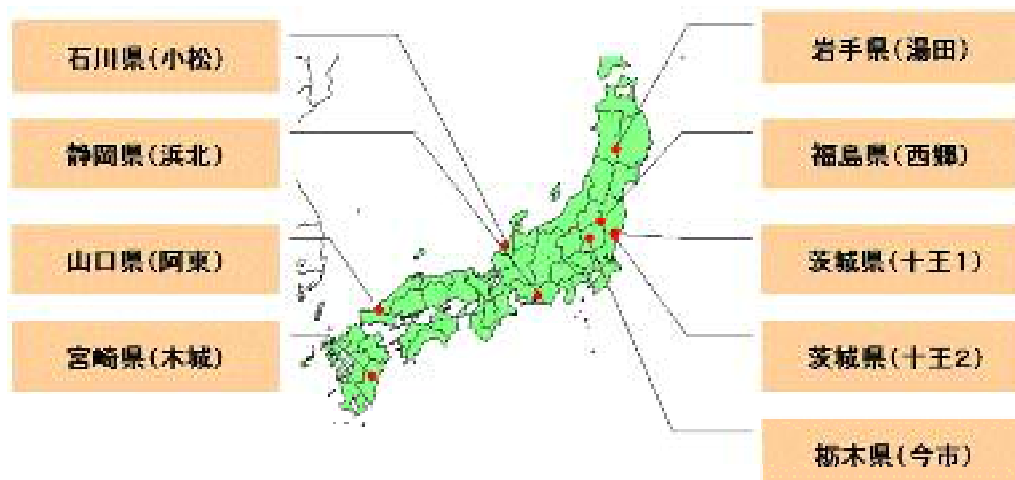 石川県(小松)
静岡県(浜北)
山口県(阿東)
宮崎県(木城)
岩手県(湯田)
福島県(西郷)
茨城県(十王1)
茨城県(十王2)
栃木県(今市)